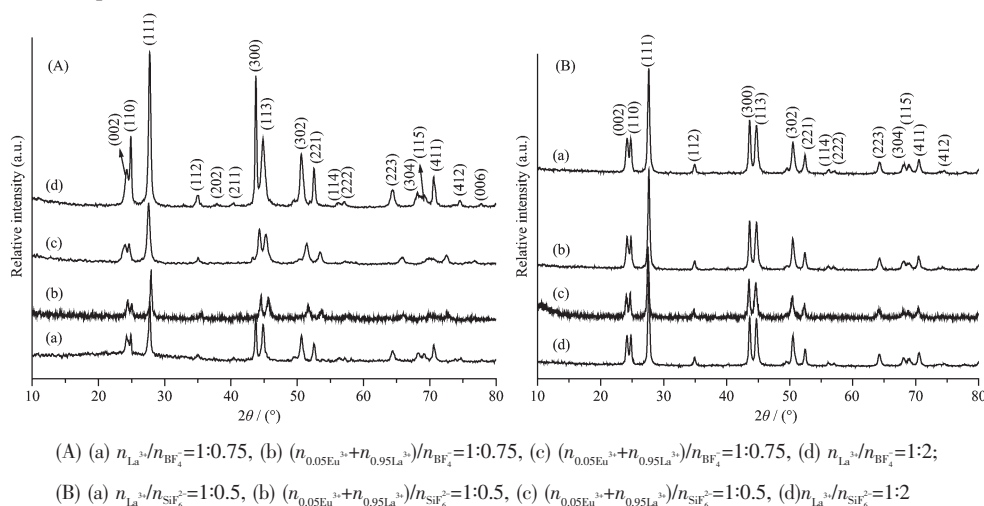 (A)
(002)
(110)
(111)
(112)
(202)
(211)
(300)
(113)
(302)
(221)
(114)
(222)
(223)
(304)
(115)
(411)
(412)
(006)
(d)
(c)
(b)
(a)
Relative intensity (a.u.)
10 20 30 40 50 60 70 80
2θ / (°)
(B)
(002)
(110)
(111)
(112)
(300)
(113)
(302)
(221)
(114)
(222)
(223)
(304)
(115)
(411)
(412)
(a)
(b)
(c)
(d)
Relative intensity (a.u.)
10 20 30 40 50 60 70 80
2θ / (°)
(A) (a) n_La³⁺/n_BF₄⁻=1∶0.75, (b) (n_0.05Eu³⁺+n_0.95La³⁺)/n_BF₄⁻=1∶0.75, (c) (n_0.05Eu³⁺+n_0.95La³⁺)/n_BF₄⁻=1∶0.75, (d) n_La³⁺/n_BF₄⁻=1∶2;
(B) (a) n_La³⁺/n_SiF₆²⁻=1∶0.5, (b) (n_0.05Eu³⁺+n_0.95La³⁺)/n_SiF₆²⁻=1∶0.5, (c) (n_0.05Eu³⁺+n_0.95La³⁺)/n_SiF₆²⁻=1∶0.5, (d)n_La³⁺/n_SiF₆²⁻=1∶2